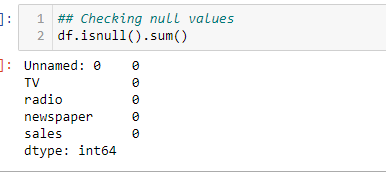 ]:
1 ## Checking null values
2 df.isnull().sum()
]:
Unnamed: 0    0
TV            0
radio         0
newspaper     0
sales         0
dtype: int64